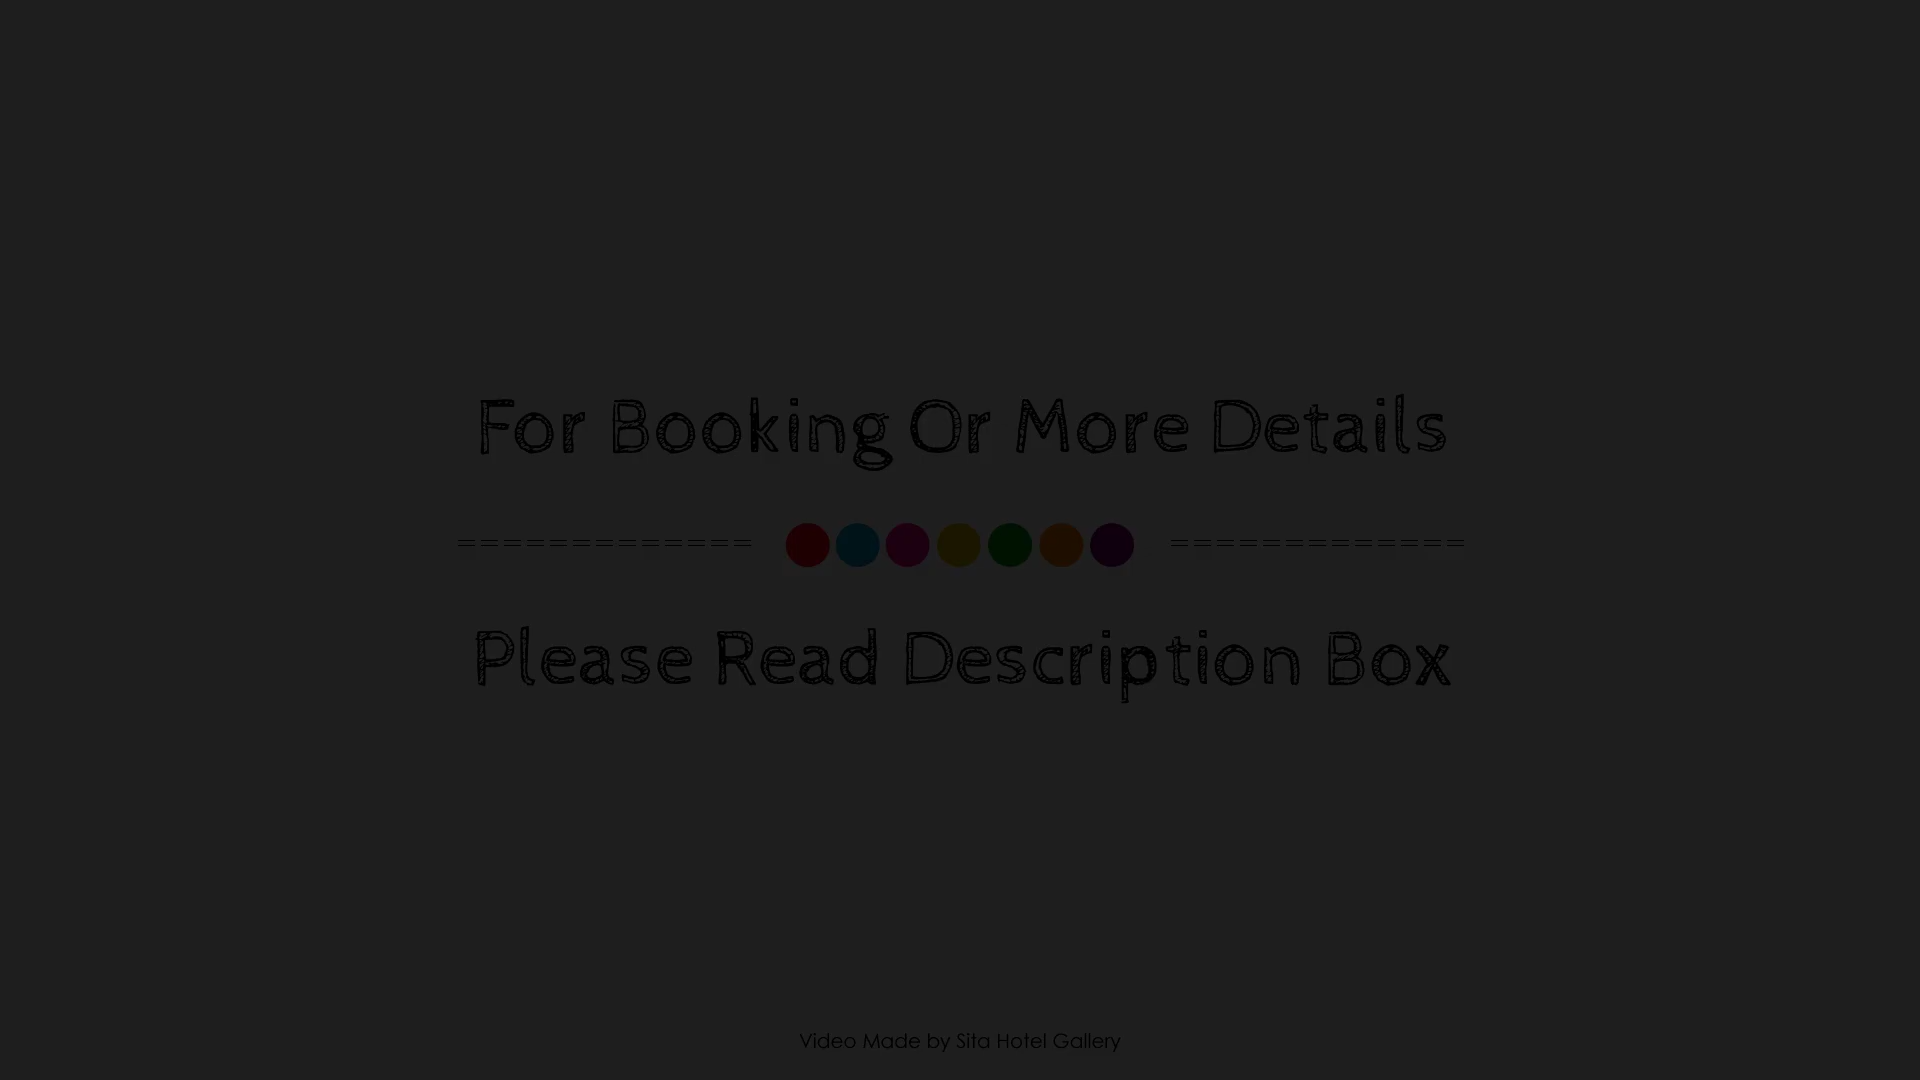 For Booking Or More Details
============= =============
Please Read Description Box
Video Made by Sita Hotel Gallery